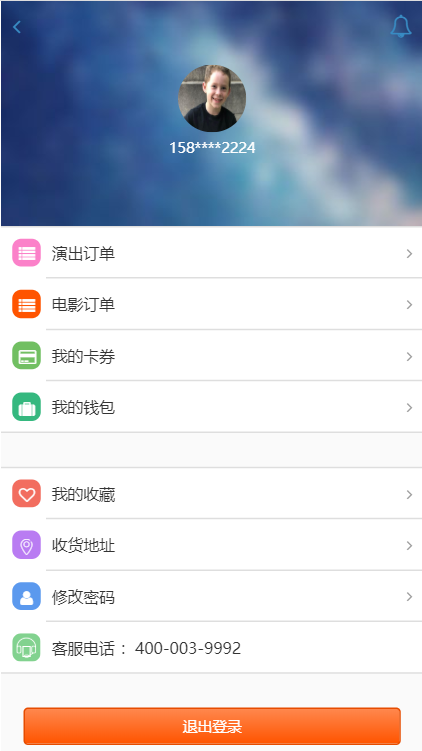 158****2224
演出订单
电影订单
我的卡券
我的钱包
我的收藏
收货地址
修改密码
客服电话 : 400-003-9992
退出登录